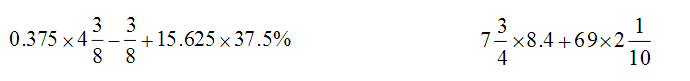 0.375×4 3/8 − 3/8 + 15.625×37.5%    7 3/4 ×8.4+69×2 1/10